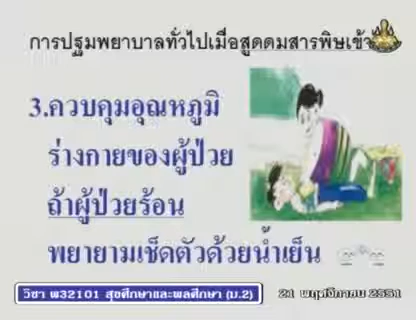 การปฐมพยาบาลทั่วไปเมื่อสูดดมสารพิษเข้า
3.ควบคุมอุณหภูมิ
ร่างกายของผู้ป่วย
ถ้าผู้ป่วยร้อน
พยายามเช็ดตัวด้วยน้ำเย็น
วิชา พ32101 สุขศึกษาและพลศึกษา (ม.2)
21 พฤศจิกายน 2551